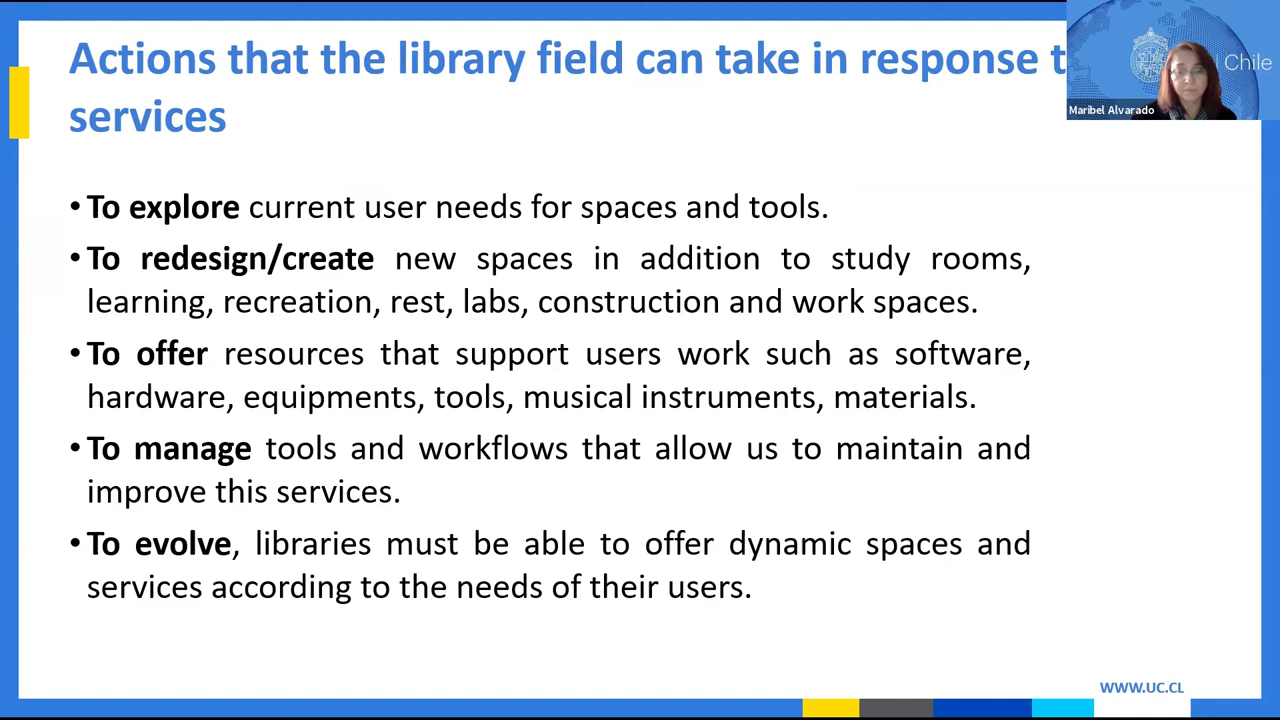 Actions that the library field can take in response
services
Chile
Maribel Alvarado
• To explore current user needs for spaces and tools.
• To redesign/create new spaces in addition to study rooms,
learning, recreation, rest, labs, construction and work spaces.
• To offer resources that support users work such as software,
hardware, equipments, tools, musical instruments, materials.
• To manage tools and workflows that allow us to maintain and
improve this services.
• To evolve, libraries must be able to offer dynamic spaces and
services according to the needs of their users.
WWW.UC.CL